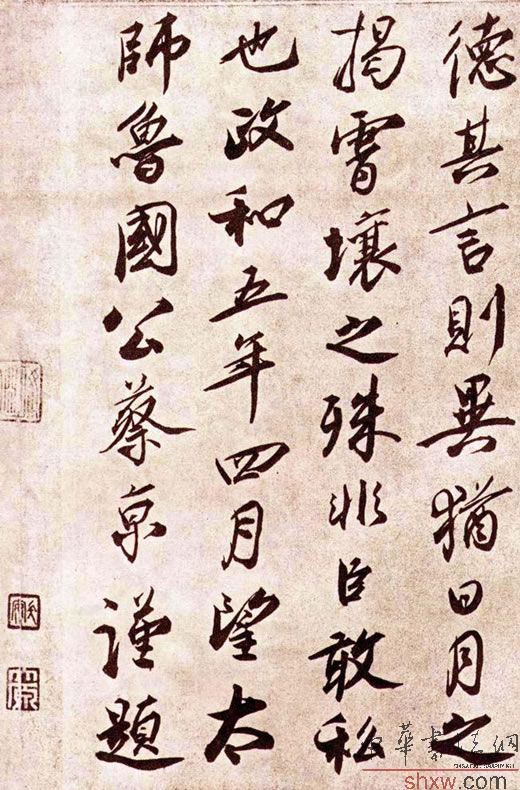 德其言則異猶日月之
揭霄壤之殊非臣敢私
也政和五年四月望太
師魯國公蔡京謹題
中華書法網
shxw.com